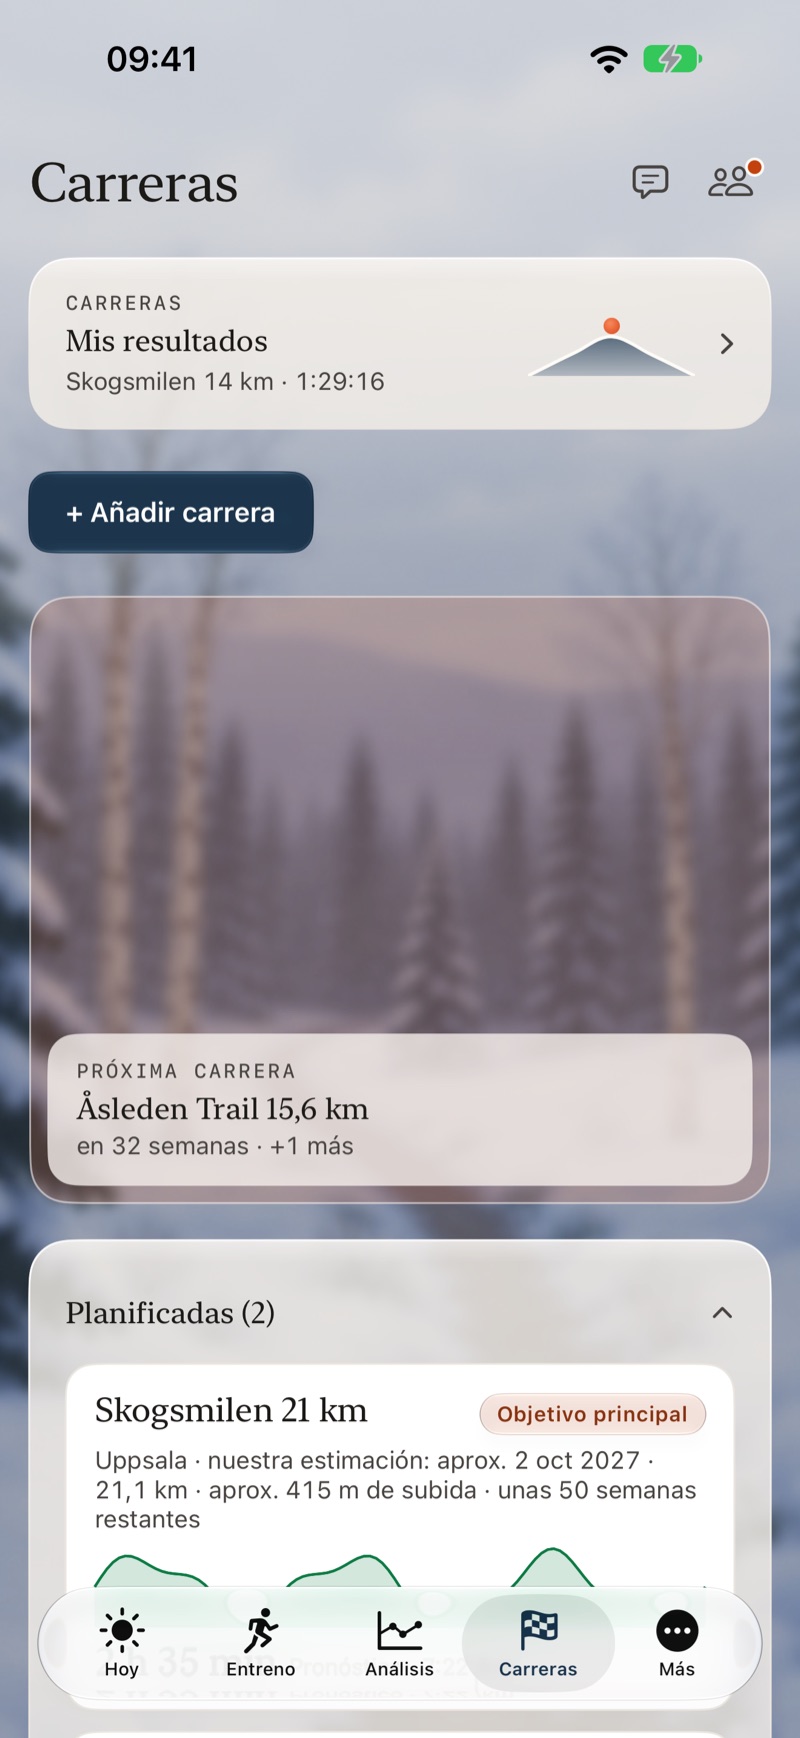 09:41
Carreras
CARRERAS
Mis resultados
Skogsmilen 14 km · 1:29:16
+ Añadir carrera
PRÓXIMA CARRERA
Åsleden Trail 15,6 km
en 32 semanas · +1 más
Planificadas (2)
Skogsmilen 21 km
Objetivo principal
Uppsala · nuestra estimación: aprox. 2 oct 2027 ·
21,1 km · aprox. 415 m de subida · unas 50 semanas
restantes
Hoy
Entreno
Análisis
Carreras
Más